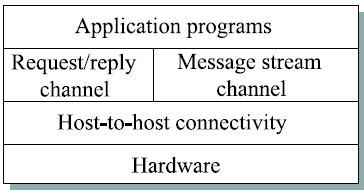 Application programs
Request/reply
channel
Message stream
channel
Host-to-host connectivity
Hardware